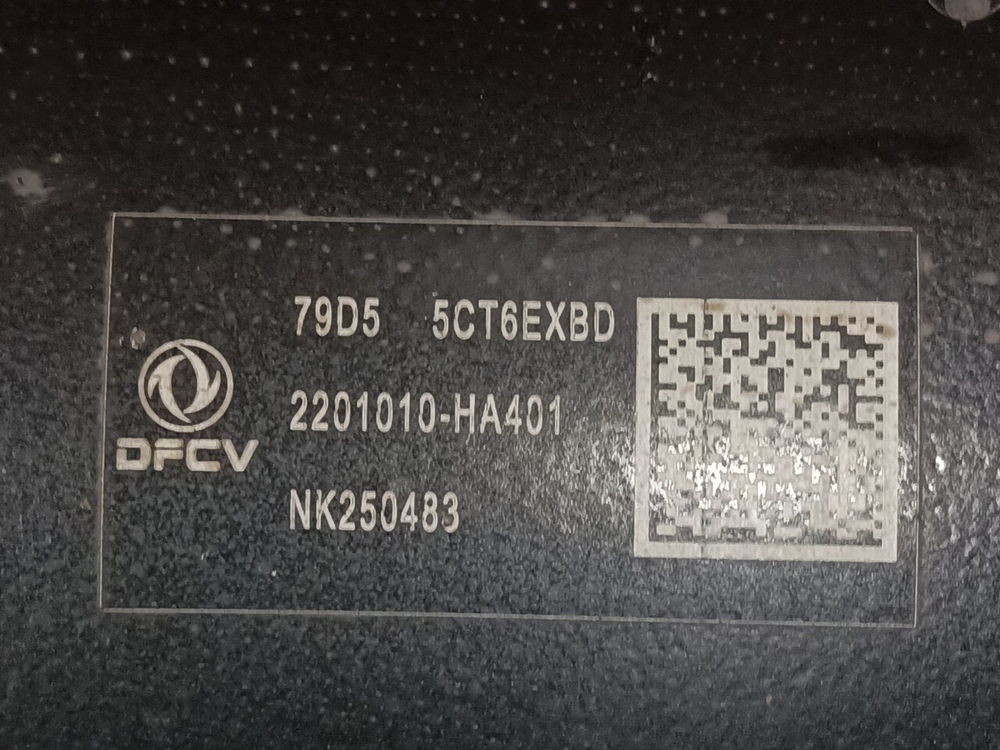 79D5 5CT6EXBD
2201010-HA401
DFCV
NK250483